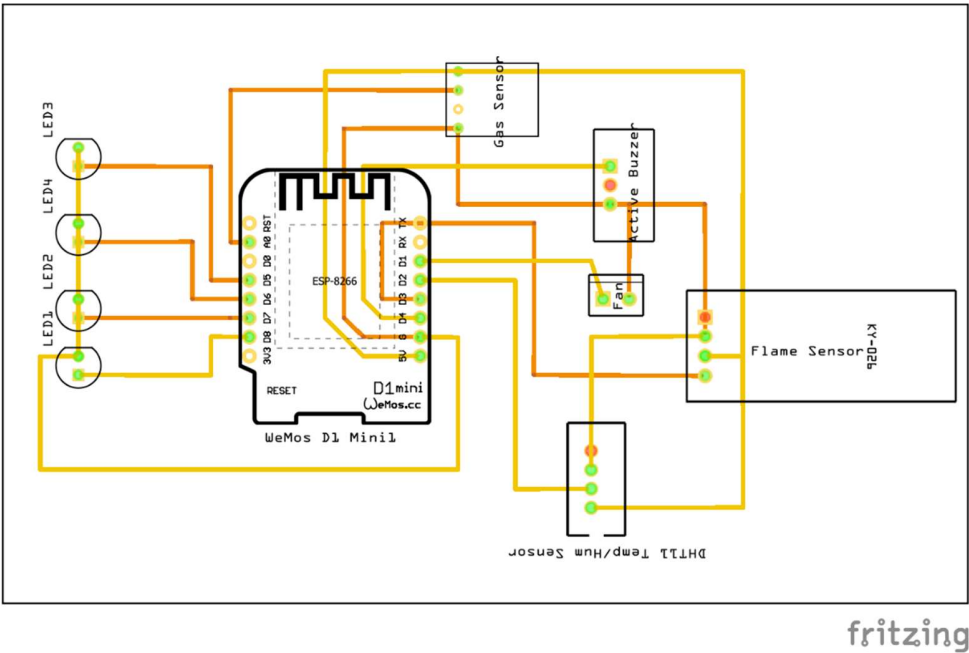 LED3
LED4
LED2
LED1
Gas Sensor
Active Buzzer
Fan
RST
A0
D0
D5
D6
D7
D8
3V3
TX
RX
D1
D2
D3
D4
G
5V
ESP-8266
RESET
D1mini
WeMos.cc
WeMos D1 Mini1
Flame Sensor
KY-026
DHT11 Temp/Hum Sensor
fritzing